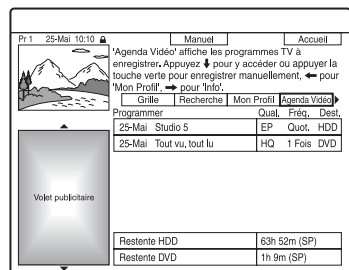 Pr 1 25-Mai 10:10 Manuel Accueil
'Agenda Vidéo' affiche les programmes TV à
enregistrer. Appuyez pour y accéder ou appuyer la
touche verte pour enregistrer manuellement, pour
'Mon Profil', pour 'Info'.
Grille Recherche Mon Profil Agenda Vidéo
Programmer Qual. Fréq. Dest.
25-Mai Studio 5 EP Quot. HDD
25-Mai Tout vu, tout lu HQ 1 Fois DVD
Volet publicitaire
Restente HDD 63h 52m (SP)
Restente DVD 1h 9m (SP)